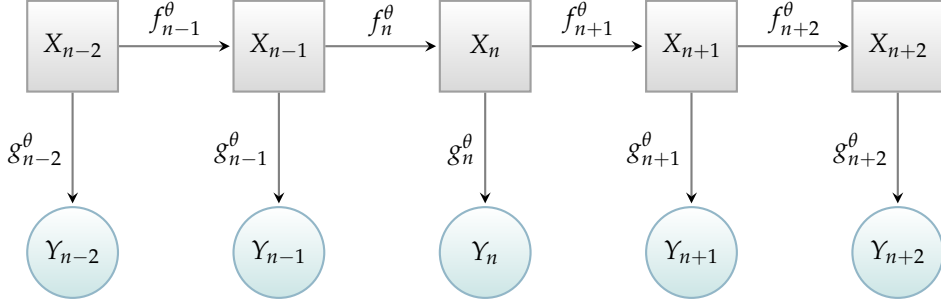 f^θ_{n−1} f^θ_n f^θ_{n+1} f^θ_{n+2}
X_{n−2} X_{n−1} X_n X_{n+1} X_{n+2}
g^θ_{n−2} g^θ_{n−1} g^θ_n g^θ_{n+1} g^θ_{n+2}
Y_{n−2} Y_{n−1} Y_n Y_{n+1} Y_{n+2}